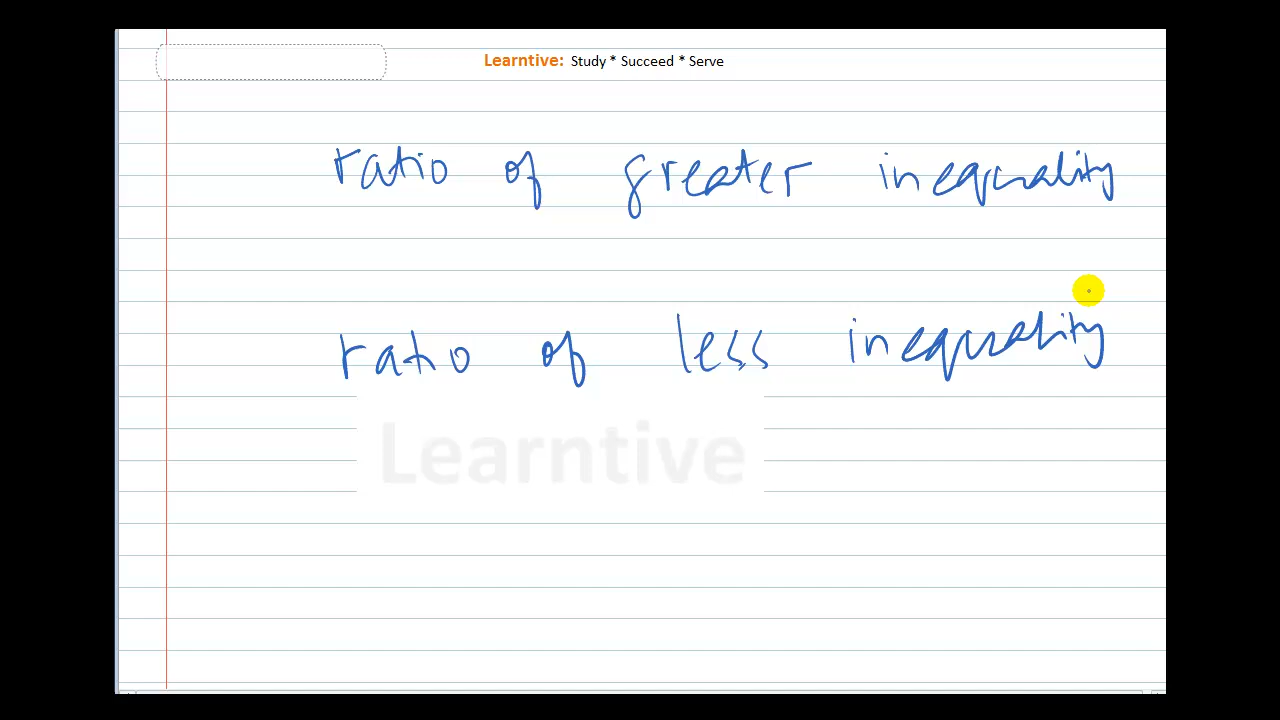 Learntive: Study * Succeed * Serve
ratio of greater inequality
ratio of less inequality
Learntive